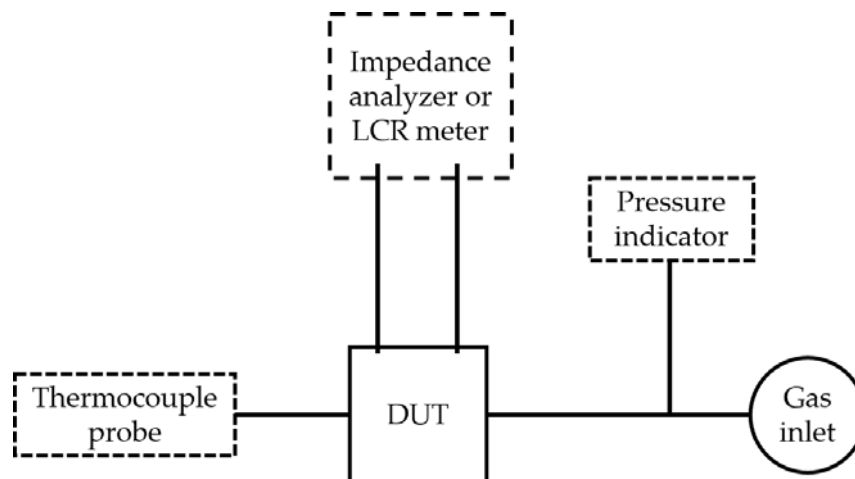 Impedance
analyzer or
LCR meter
Pressure
indicator
Thermocouple
probe
DUT
Gas
inlet